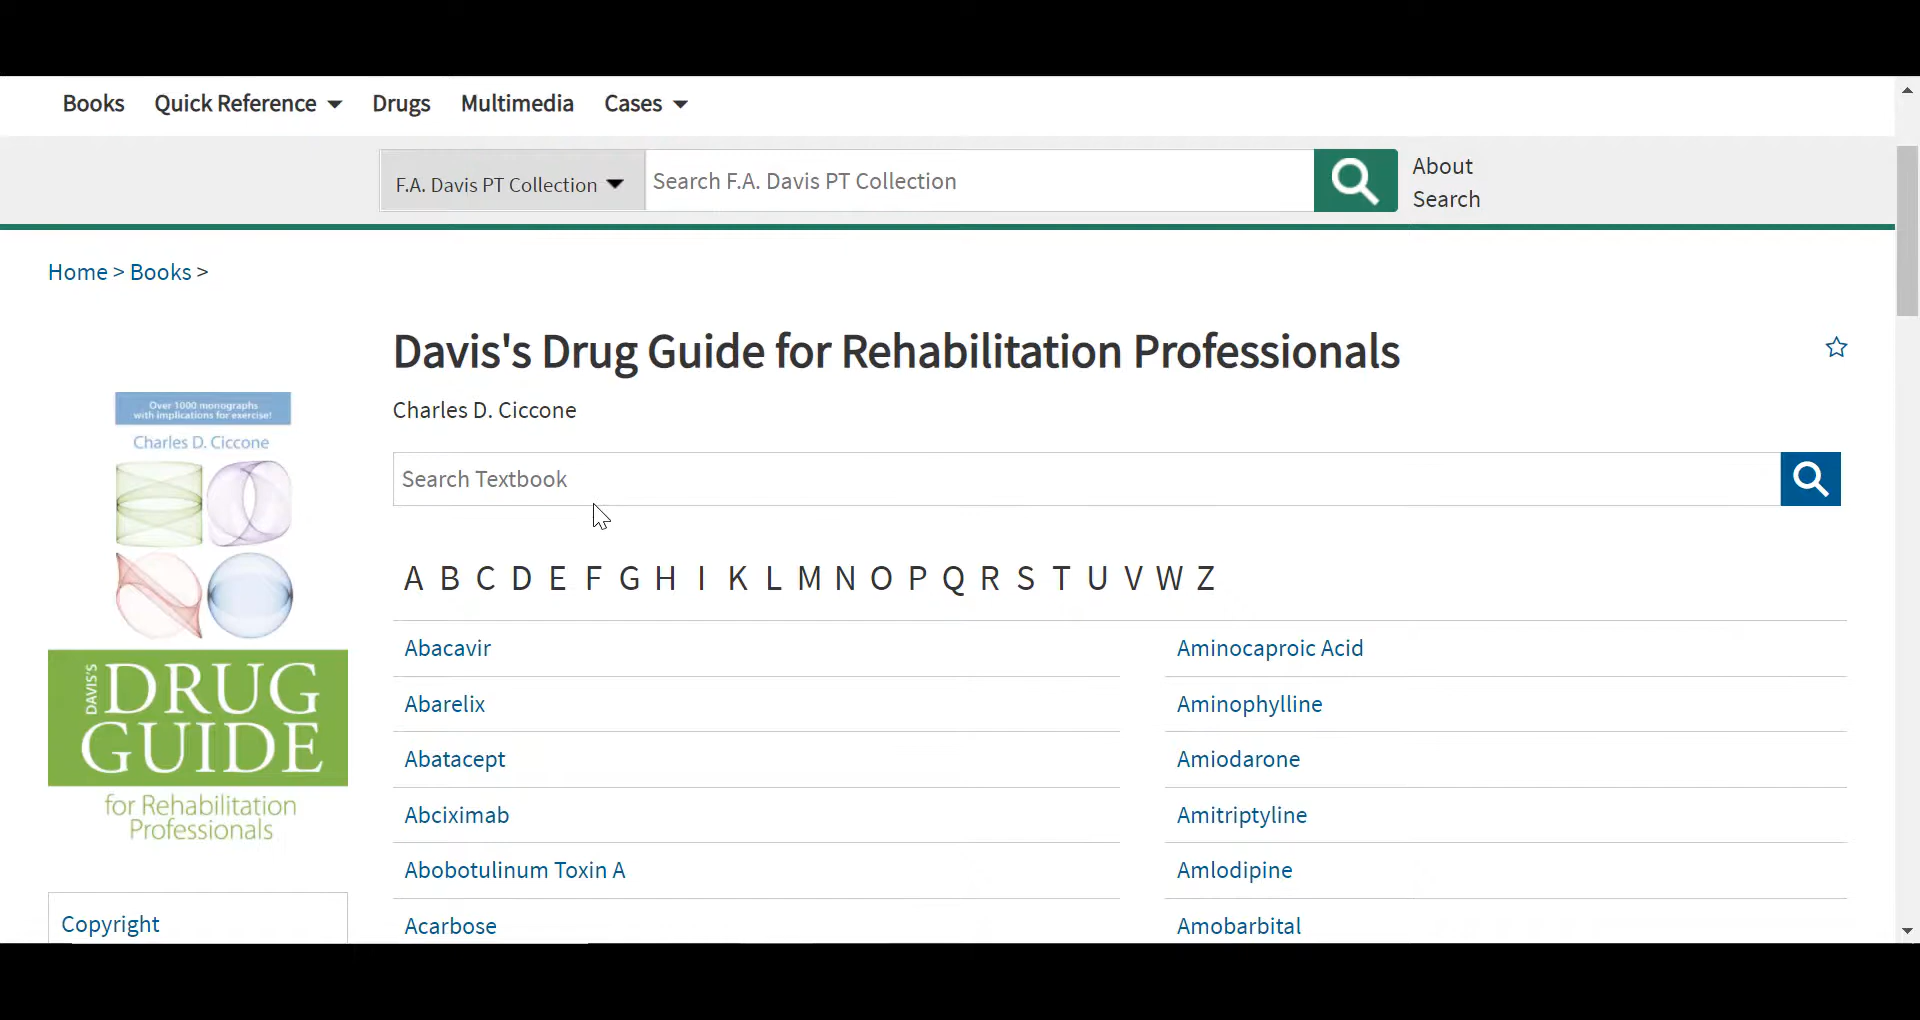 Books Quick Reference Drugs Multimedia Cases
F.A. Davis PT Collection Search F.A. Davis PT Collection About
Search
Home > Books >
Davis's Drug Guide for Rehabilitation Professionals
Charles D. Ciccone
Search Textbook
A B C D E F G H I K L M N O P Q R S T U V W Z
Abacavir Aminocaproic Acid
Abarelix Aminophylline
Abatacept Amiodarone
Abciximab Amitriptyline
Abobotulinum Toxin A Amlodipine
Acarbose Amobarbital
Over 1000 monographs
with implications for exercise!
Charles D. Ciccone
DAVIS'S DRUG
GUIDE
for Rehabilitation
Professionals
Copyright